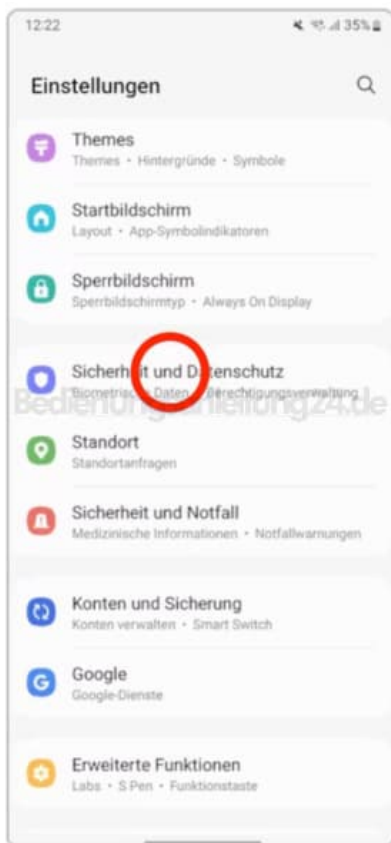 12:22
35%
Einstellungen
Themes
Themes • Hintergründe • Symbole
Startbildschirm
Layout • App-Symbolindikatoren
Sperrbildschirm
Sperrbildschirmtyp • Always On Display
Sicherheit und Datenschutz
Biometrische Daten • Berechtigungsverwaltung
Bedienungsanleitung24.de
Standort
Standortanfragen
Sicherheit und Notfall
Medizinische Informationen • Notfallwarnungen
Konten und Sicherung
Konten verwalten • Smart Switch
Google
Google-Dienste
Erweiterte Funktionen
Labs • S Pen • Funktionstaste